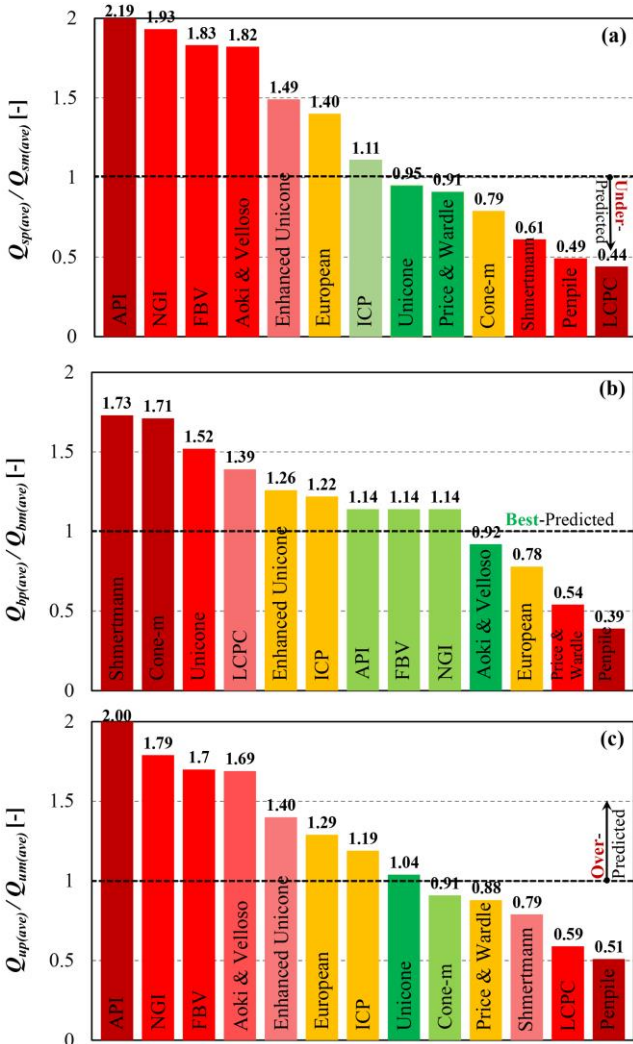 (a)
Qsp(ave)/ Qsm(ave) [-]
2
1.5
1
0.5
0
2.19
1.93
1.83
1.82
1.49
1.40
1.11
0.95
0.91
0.79
0.61
0.49
0.44
API
NGI
FBV
Aoki & Velloso
Enhanced Unicone
European
ICP
Unicone
Price & Wardle
Cone-m
Shmertmann
Penpile
LCPC
Under-
Predicted
(b)
Qbp(ave)/ Qbm(ave) [-]
2
1.5
1
0.5
0
1.73
1.71
1.52
1.39
1.26
1.22
1.14
1.14
1.14
0.92
0.78
0.54
0.39
Best-Predicted
Shmertmann
Cone-m
Unicone
LCPC
Enhanced Unicone
ICP
API
FBV
NGI
Aoki & Velloso
European
Price &
Wardle
Penpile
(c)
Qup(ave)/ Qum(ave) [-]
2
1.5
1
0.5
0
2.00
1.79
1.7
1.69
1.40
1.29
1.19
1.04
0.91
0.88
0.79
0.59
0.51
Over-
Predicted
API
NGI
FBV
Aoki & Velloso
Enhanced Unicone
European
ICP
Unicone
Cone-m
Price & Wardle
Shmertmann
LCPC
Penpile